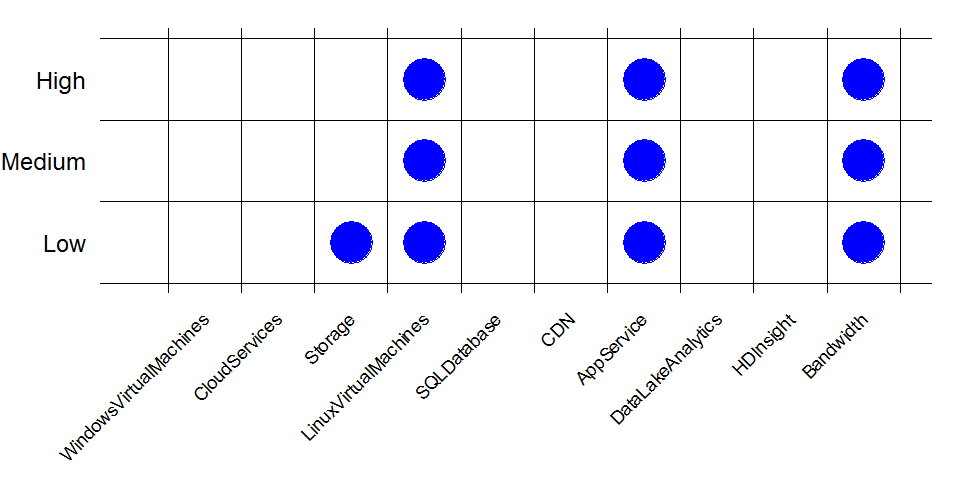 High
Medium
Low
WindowsVirtualMachines
CloudServices
Storage
LinuxVirtualMachines
SQLDatabase
CDN
AppService
DataLakeAnalytics
HDInsight
Bandwidth